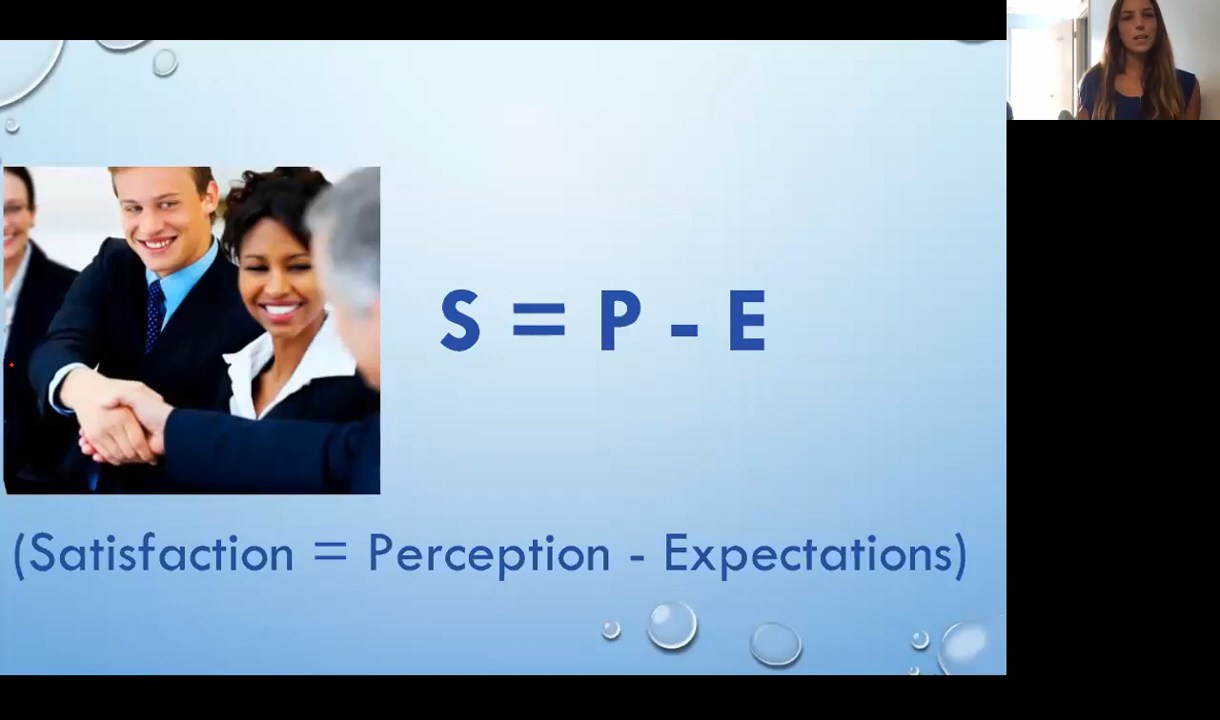 S = P - E
(Satisfaction = Perception - Expectations)